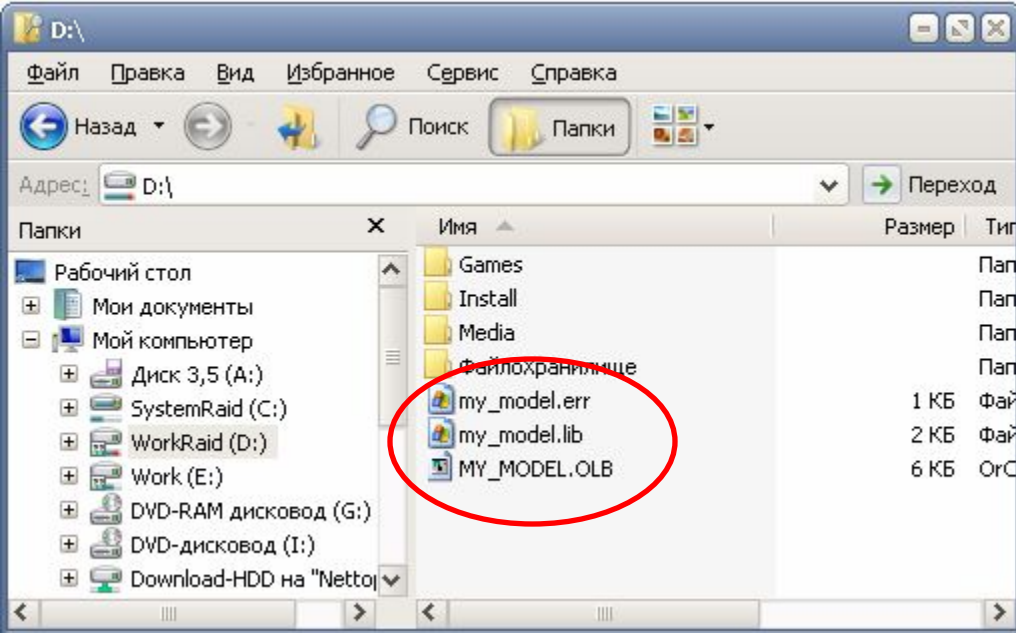 D:\
Файл Правка Вид Избранное Сервис Справка
Назад Поиск Папки
Адрес: D:\ Переход
Папки
Рабочий стол
Мои документы
Мой компьютер
Диск 3,5 (A:)
SystemRaid (C:)
WorkRaid (D:)
Work (E:)
DVD-RAM дисковод (G:)
DVD-дисковод (I:)
Download-HDD на "Nettop
Имя Размер Тип
Games Пап
Install Пап
Media Пап
Файлохранилище Пап
my_model.err 1 КБ Фай
my_model.lib 2 КБ Фай
MY_MODEL.OLB 6 КБ OrC